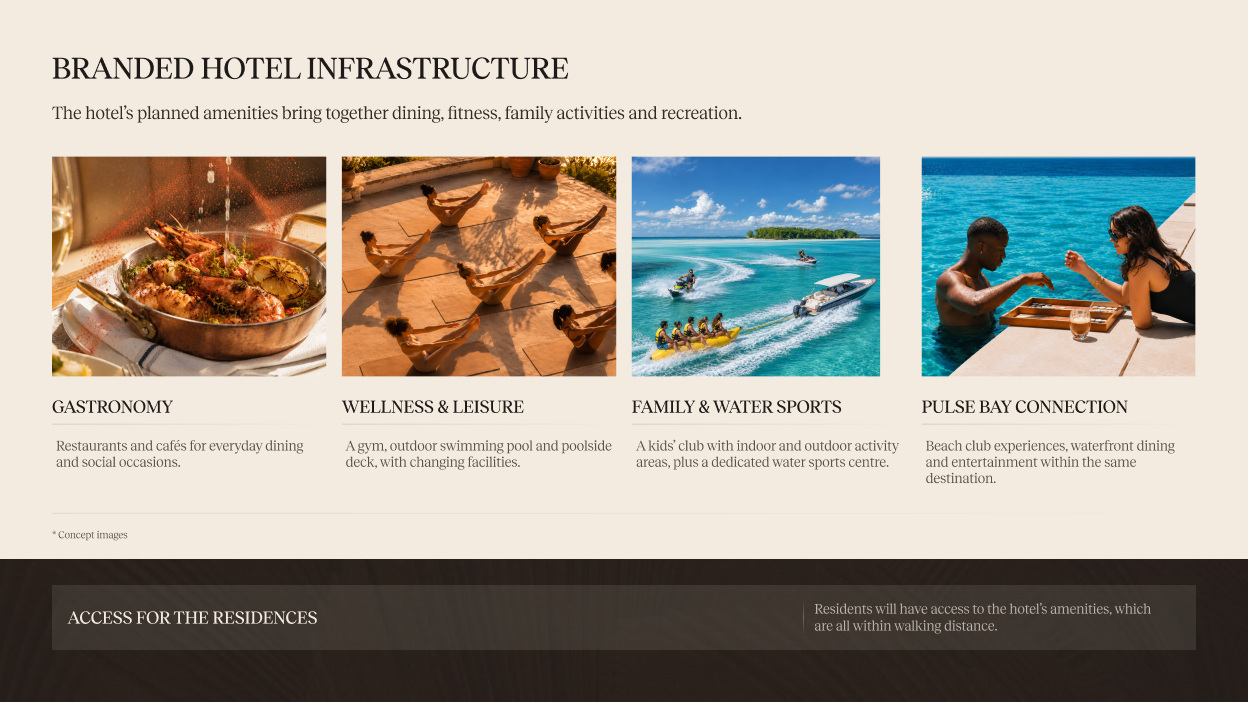 BRANDED HOTEL INFRASTRUCTURE
The hotel's planned amenities bring together dining, fitness, family activities and recreation.
GASTRONOMY
Restaurants and cafés for everyday dining
and social occasions.
WELLNESS & LEISURE
A gym, outdoor swimming pool and poolside
deck, with changing facilities.
FAMILY & WATER SPORTS
A kids' club with indoor and outdoor activity
areas, plus a dedicated water sports centre.
PULSE BAY CONNECTION
Beach club experiences, waterfront dining
and entertainment within the same
destination.
* Concept images
ACCESS FOR THE RESIDENCES
Residents will have access to the hotel's amenities, which
are all within walking distance.